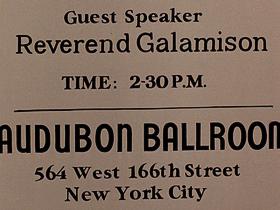 Guest Speaker
Reverend Galamison
TIME: 2-30 P.M.
AUDUBON BALLROOM
564 West 166th Street
New York City